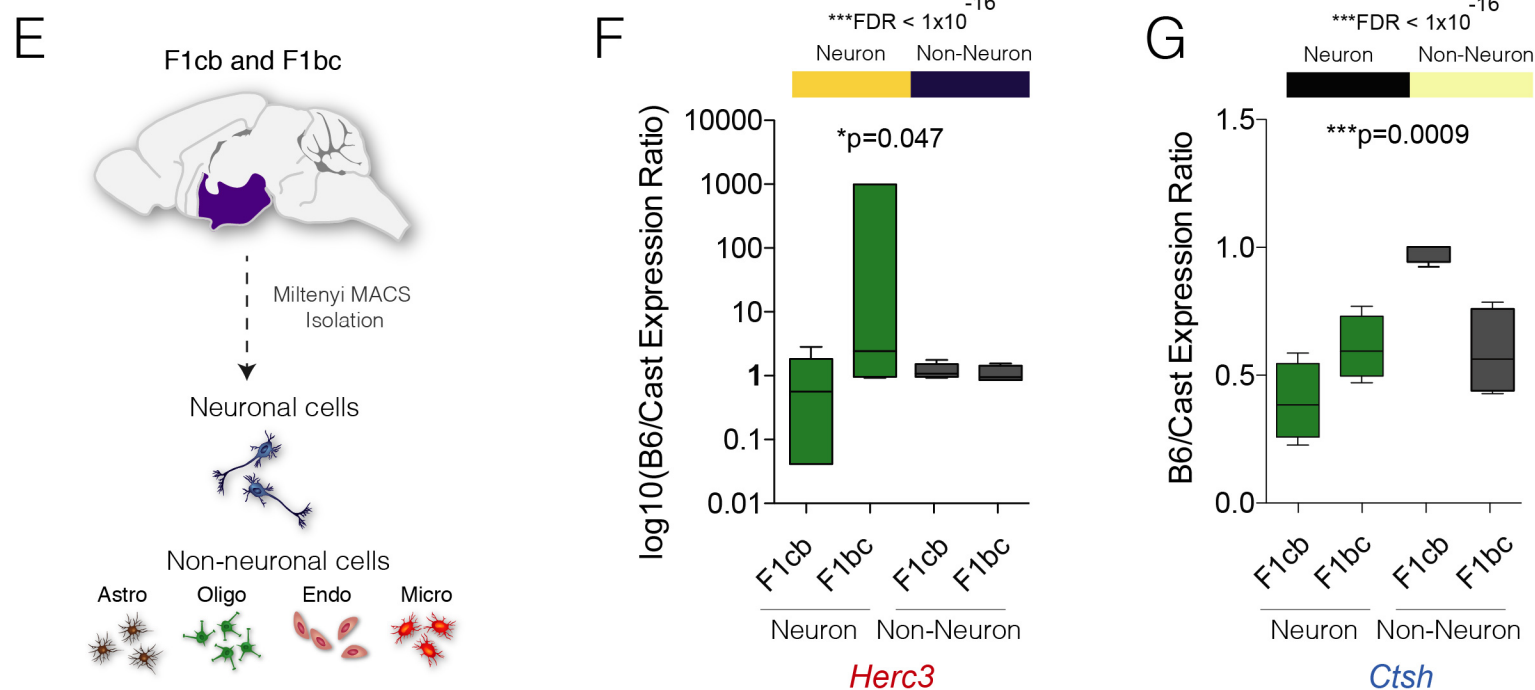 E
F1cb and F1bc
Miltenyi MACS
Isolation
Neuronal cells
Non-neuronal cells
Astro Oligo Endo Micro
F
***FDR < 1x10-16
Neuron Non-Neuron
log10(B6/Cast Expression Ratio)
10000
1000
100
10
1
0.1
0.01
*p=0.047
F1cb F1bc F1cb F1bc
Neuron Non-Neuron
Herc3
G
***FDR < 1x10-16
Neuron Non-Neuron
B6/Cast Expression Ratio
1.5
1.0
0.5
0.0
***p=0.0009
F1cb F1bc F1cb F1bc
Neuron Non-Neuron
Ctsh